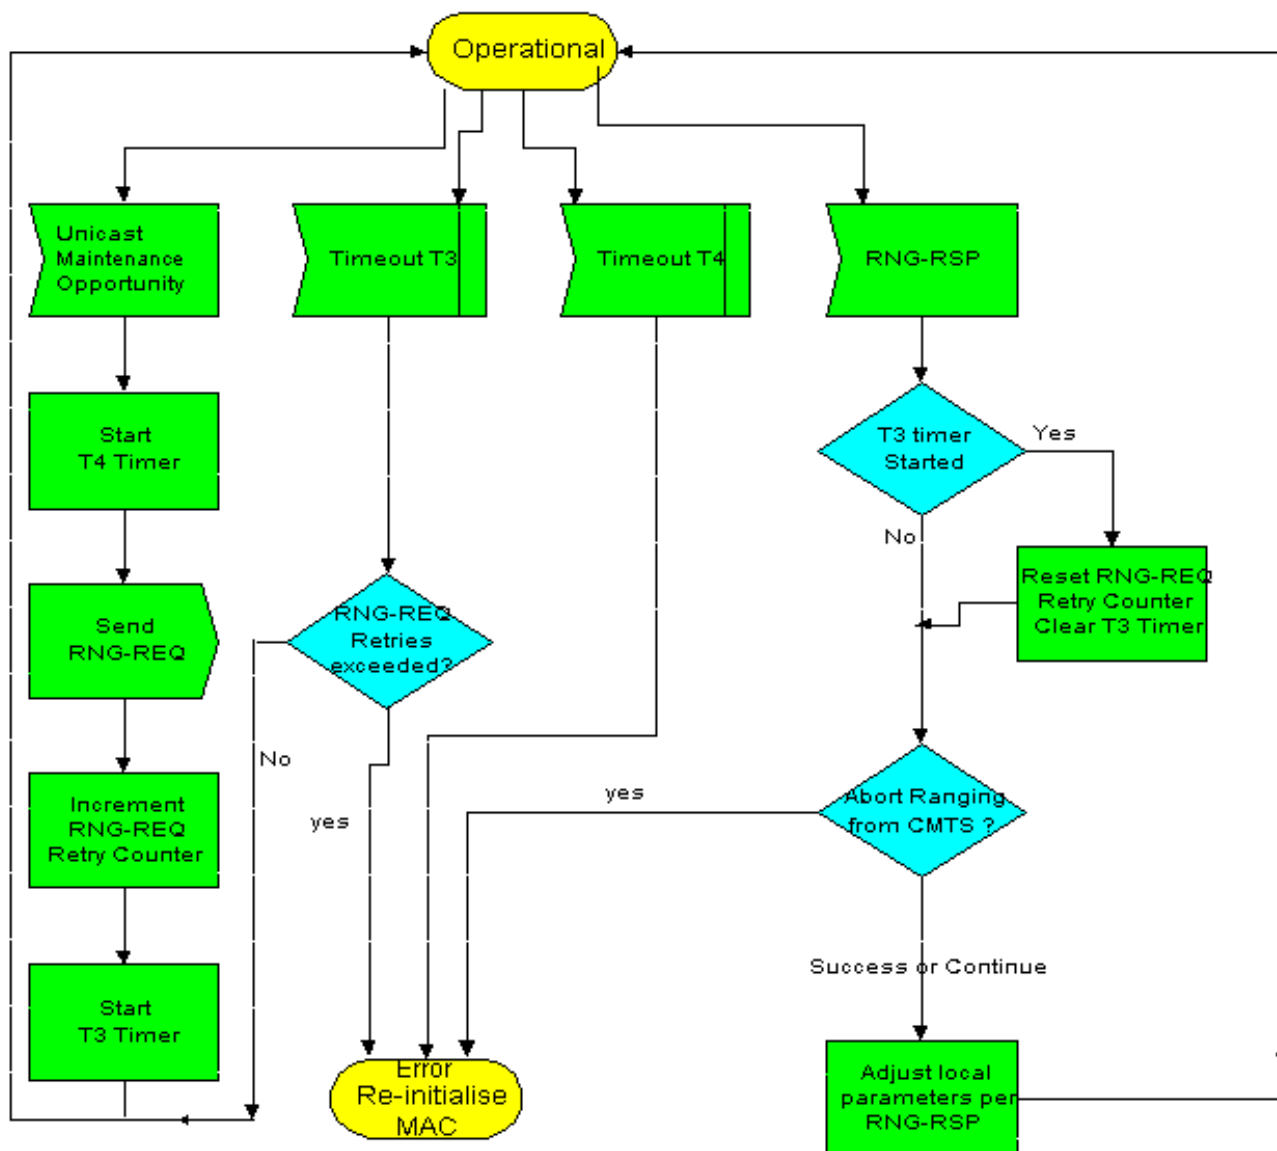 Operational
Unicast
Maintenance
Opportunity
Timeout T3
Timeout T4
RNG-RSP
Start
T4 Timer
T3 timer
Started
Yes
No
Send
RNG-REQ
RNG-REQ
Retries
exceeded?
Reset RNG-REQ
Retry Counter
Clear T3 Timer
No
yes
yes
Increment
RNG-REQ
Retry Counter
Abort Ranging
from CMTS ?
Success or Continue
Start
T3 Timer
Error
Re-initialise
MAC
Adjust local
parameters per
RNG-RSP